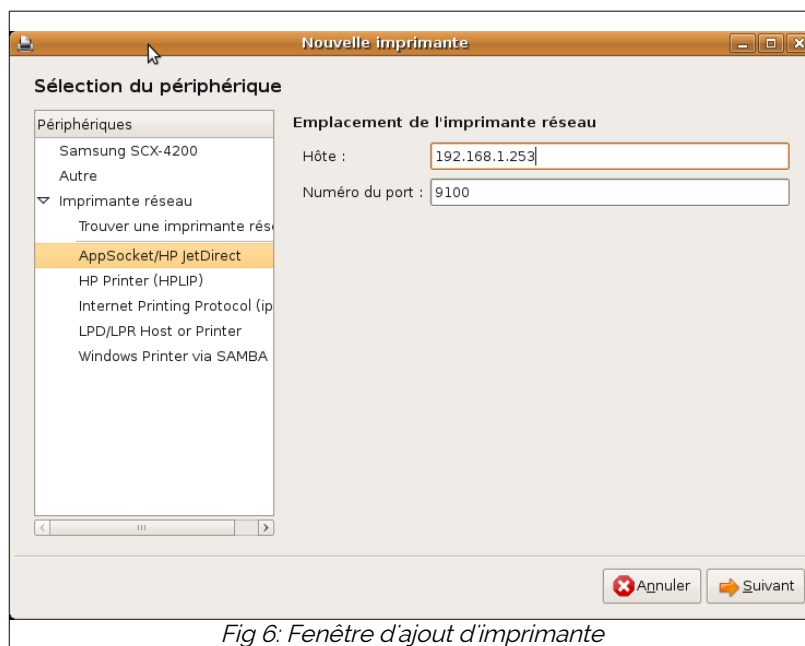 Nouvelle imprimante
Sélection du périphérique
Périphériques
Samsung SCX-4200
Autre
Imprimante réseau
Trouver une imprimante rés
AppSocket/HP JetDirect
HP Printer (HPLIP)
Internet Printing Protocol (ip
LPD/LPR Host or Printer
Windows Printer via SAMBA
Emplacement de l'imprimante réseau
Hôte : 192.168.1.253
Numéro du port : 9100
Annuler Suivant
Fig 6: Fenêtre d'ajout d'imprimante